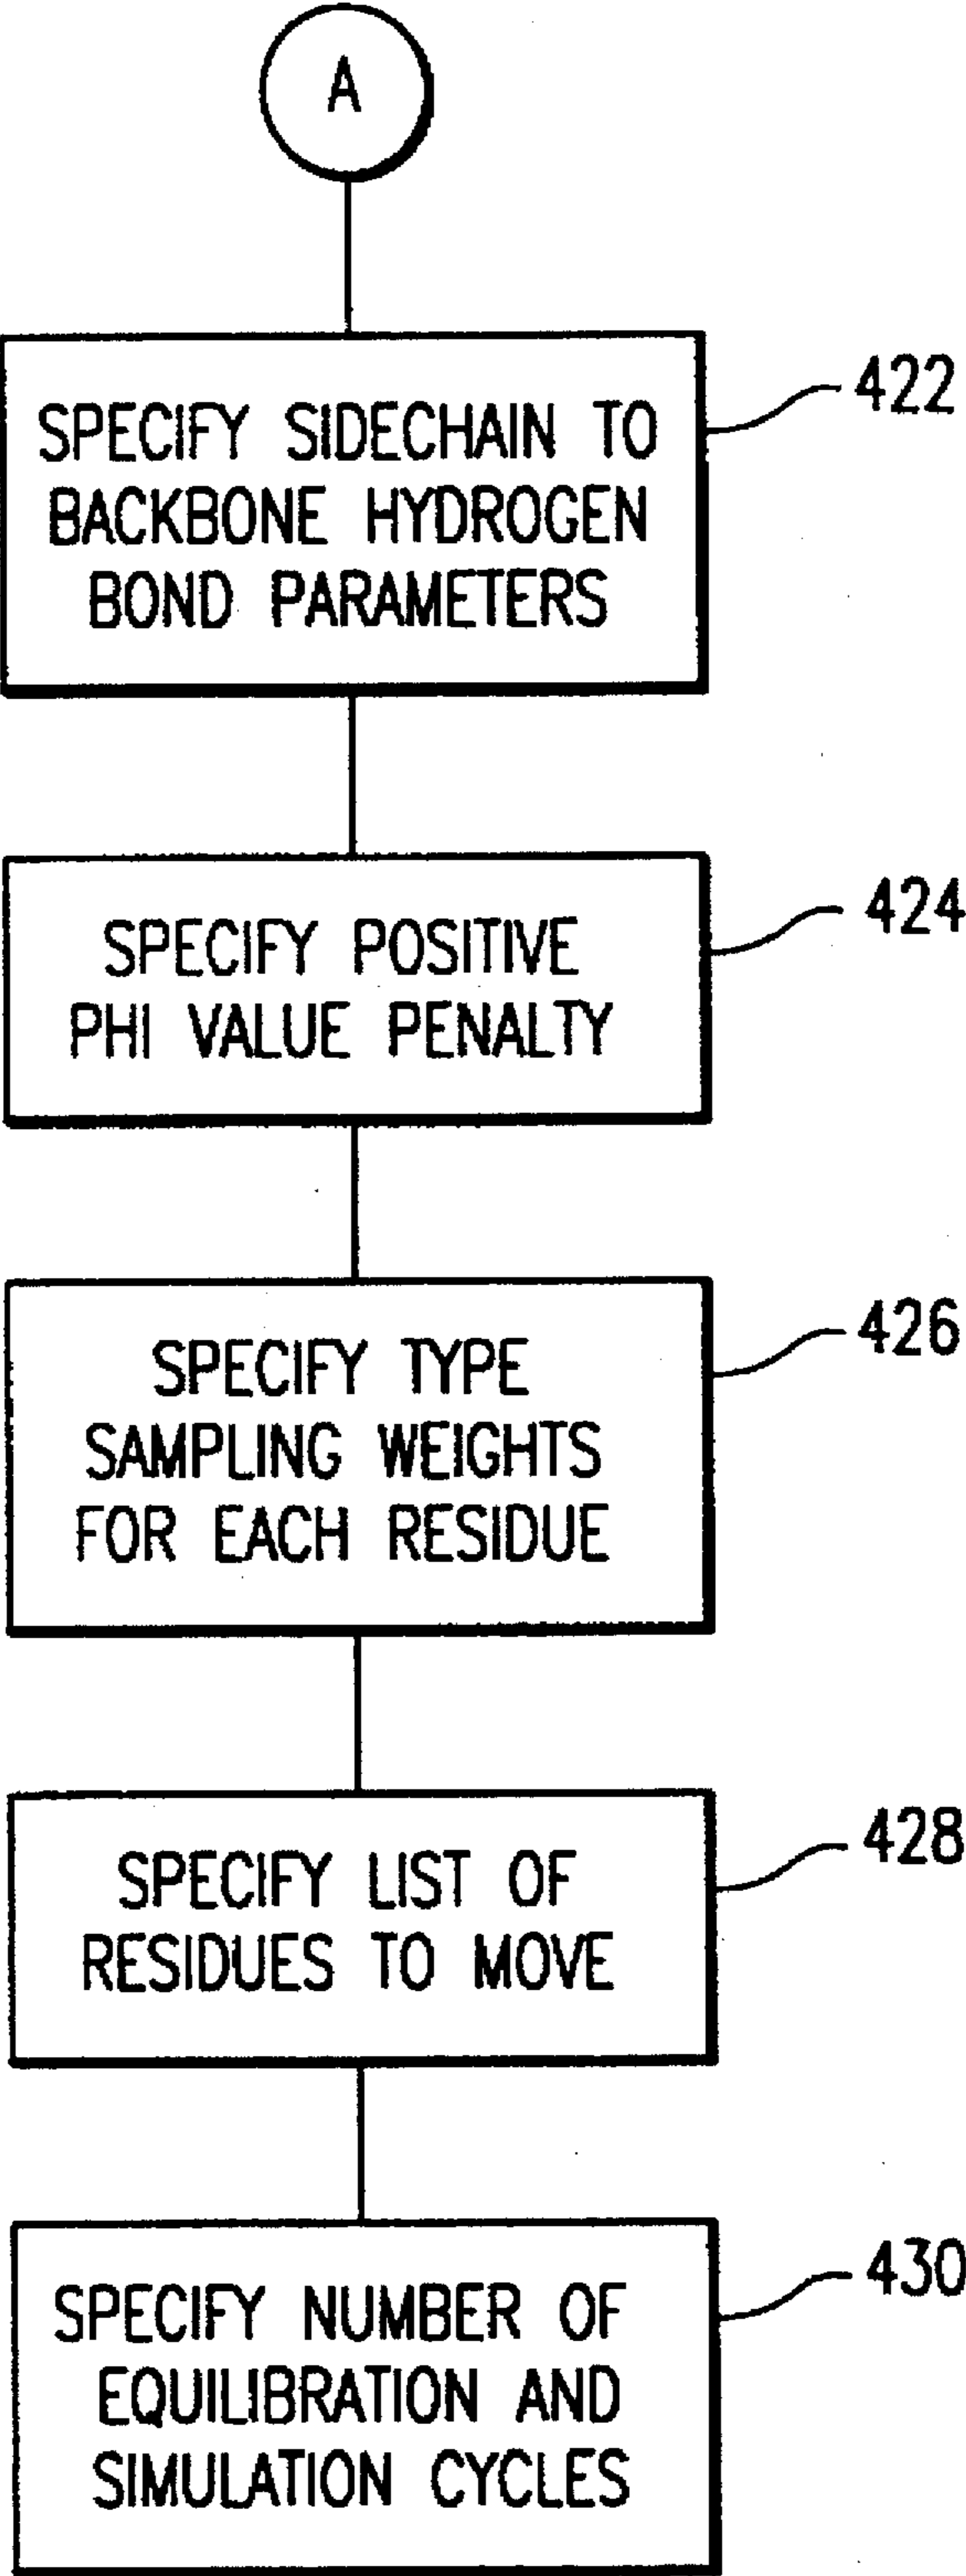 A
SPECIFY SIDECHAIN TO
BACKBONE HYDROGEN
BOND PARAMETERS
422
SPECIFY POSITIVE
PHI VALUE PENALTY
424
SPECIFY TYPE
SAMPLING WEIGHTS
FOR EACH RESIDUE
426
SPECIFY LIST OF
RESIDUES TO MOVE
428
SPECIFY NUMBER OF
EQUILIBRATION AND
SIMULATION CYCLES
430